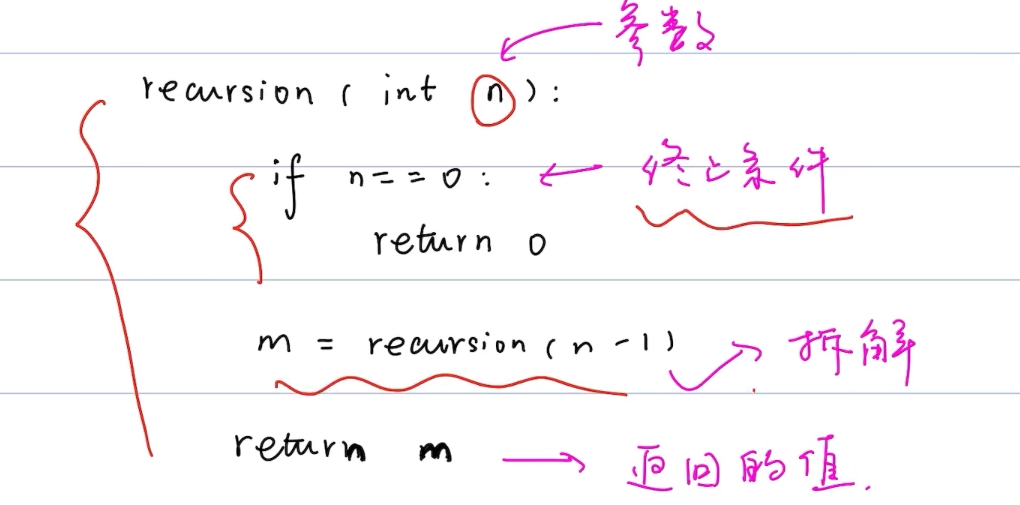 参数
recursion ( int n ) :
if n = = 0 : 终止条件
return 0
m = recursion ( n - 1 ) 拆解
return m 返回的值.